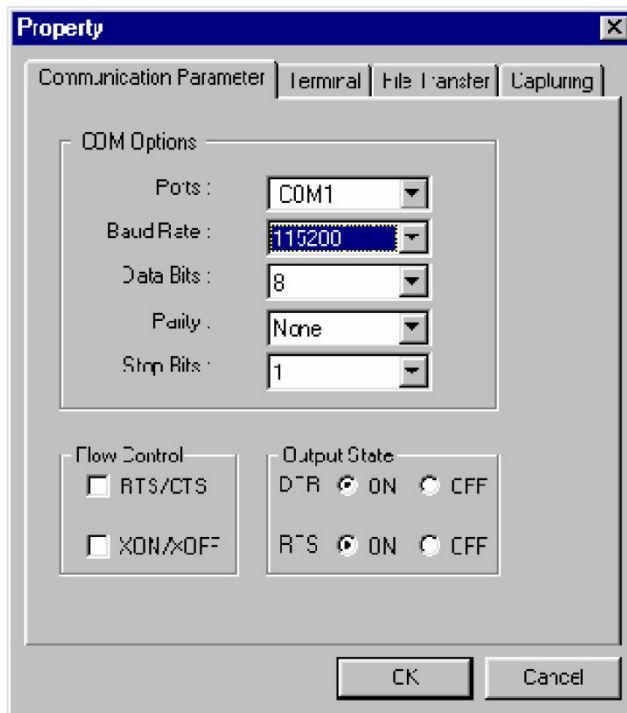 Property
Communication Parameter Terminal File Transfer Capturing
COM Options
Ports : COM1
Baud Rate : 115200
Data Bits : 8
Parity : None
Stop Bits : 1
Flow Control
RTS/CTS
XON/XOFF
Output State
DTR ON OFF
RTS ON OFF
OK Cancel